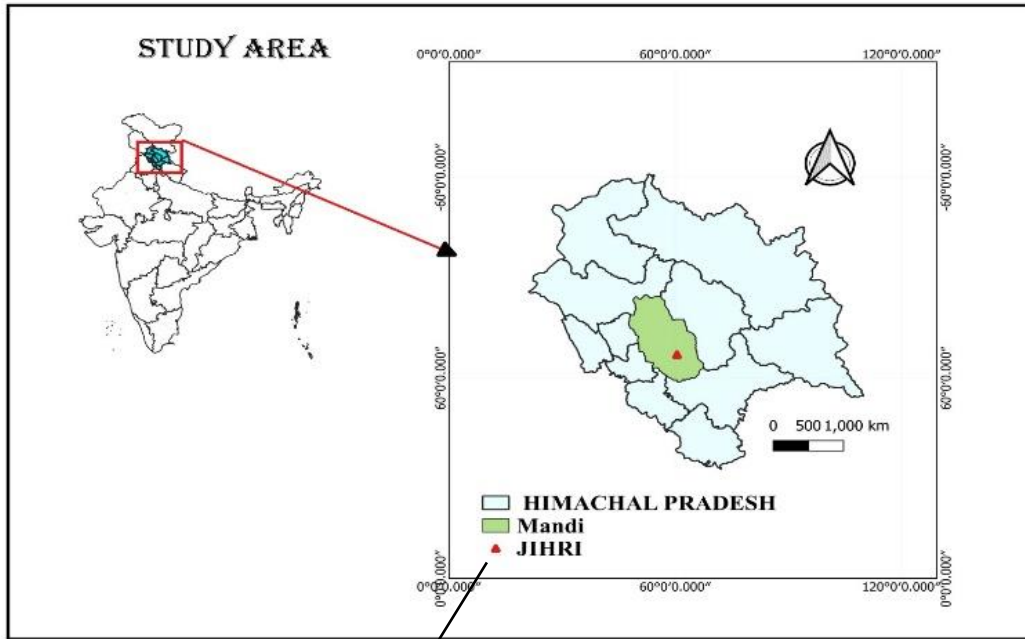 STUDY AREA
0°0′0.000″ 60°0′0.000″ 120°0′0.000″
-60°0′0.000″ -60°0′0.000″
60°0′0.000″ 60°0′0.000″
0 500 1,000 km
HIMACHAL PRADESH
Mandi
JIHRI
0°0′0.000″ 0°0′0.000″
0°0′0.000″ 60°0′0.000″ 120°0′0.000″